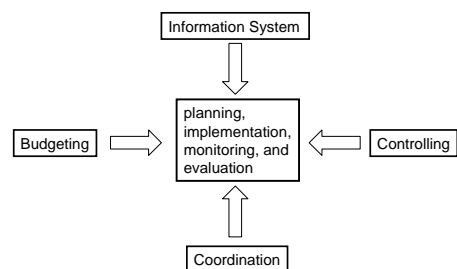 Information System
planning,
implementation,
monitoring, and
evaluation
Budgeting
Controlling
Coordination